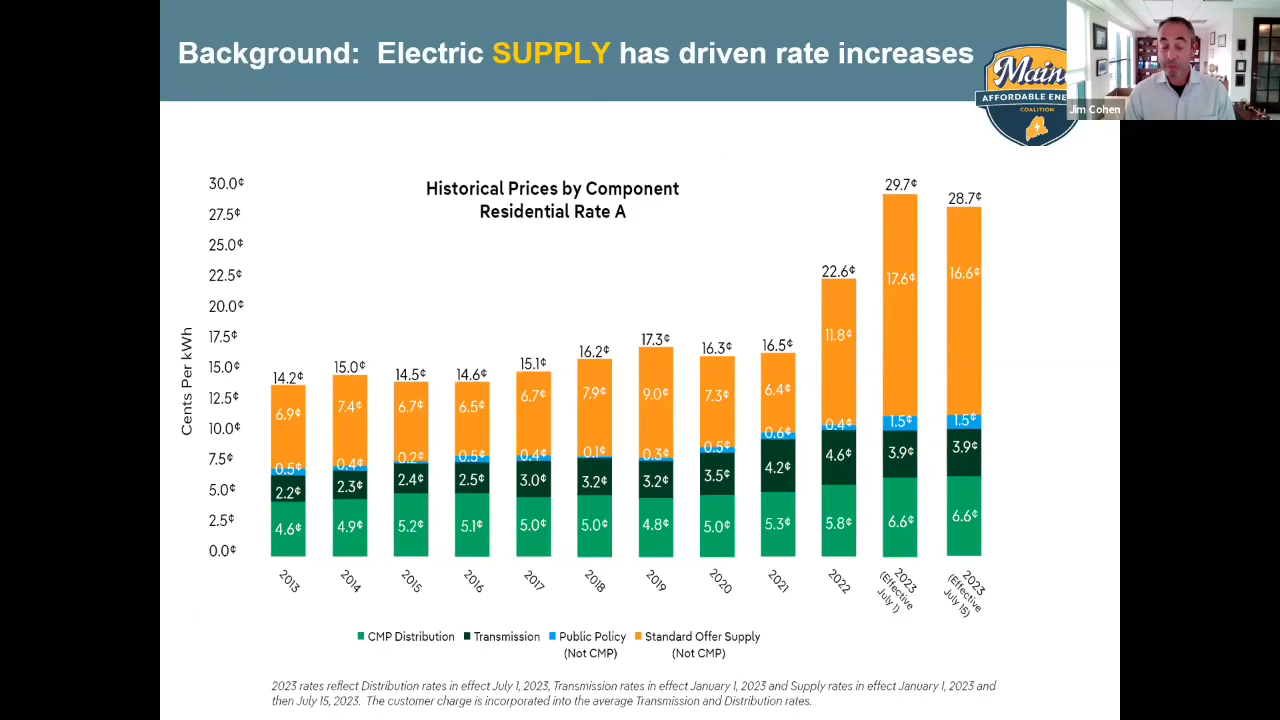 Background: Electric SUPPLY has driven rate increases
AFFORDABLE
COALITION
Jim Cohen
Historical Prices by Component
Residential Rate A
Cents Per kWh
30.0¢
27.5¢
25.0¢
22.5¢
20.0¢
17.5¢
15.0¢
12.5¢
10.0¢
7.5¢
5.0¢
2.5¢
0.0¢
14.2¢ 15.0¢ 14.5¢ 14.6¢ 15.1¢ 16.2¢ 17.3¢ 16.3¢ 16.5¢ 22.6¢ 29.7¢ 28.7¢
6.9¢ 7.4¢ 6.7¢ 6.5¢ 6.7¢ 7.9¢ 9.0¢ 7.3¢ 6.4¢ 11.8¢ 17.6¢ 16.6¢
0.5¢ 0.4¢ 0.2¢ 0.5¢ 0.4¢ 0.1¢ 0.3¢ 0.5¢ 0.6¢ 0.4¢ 1.5¢ 1.5¢
2.2¢ 2.3¢ 2.4¢ 2.5¢ 3.0¢ 3.2¢ 3.2¢ 3.5¢ 4.2¢ 4.6¢ 3.9¢ 3.9¢
4.6¢ 4.9¢ 5.2¢ 5.1¢ 5.0¢ 5.0¢ 4.8¢ 5.0¢ 5.3¢ 5.8¢ 6.6¢ 6.6¢
2013
2014
2015
2016
2017
2018
2019
2020
2021
2022
2023
(Effective
July 1)
2023
(Effective
July 15)
CMP Distribution Transmission Public Policy Standard Offer Supply
(Not CMP) (Not CMP)
2023 rates reflect Distribution rates in effect July 1, 2023, Transmission rates in effect January 1, 2023 and Supply rates in effect January 1, 2023 and
then July 15, 2023. The customer charge is incorporated into the average Transmission and Distribution rates.